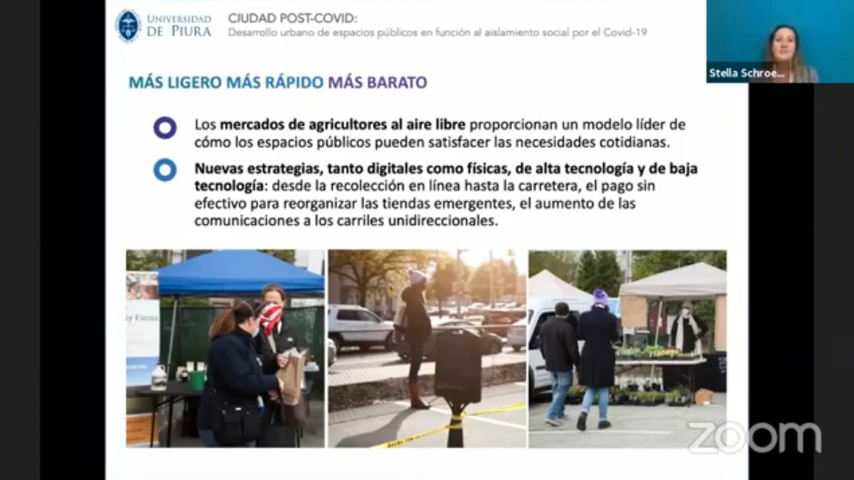 UNIVERSIDAD
DE PIURA
CIUDAD POST-COVID:
Desarrollo urbano de espacios públicos en función al aislamiento social por el Covid-19
Stella Schroe...
MÁS LIGERO MÁS RÁPIDO MÁS BARATO
Los mercados de agricultores al aire libre proporcionan un modelo líder de
cómo los espacios públicos pueden satisfacer las necesidades cotidianas.
Nuevas estrategias, tanto digitales como físicas, de alta tecnología y de baja
tecnología: desde la recolección en línea hasta la carretera, el pago sin
efectivo para reorganizar las tiendas emergentes, el aumento de las
comunicaciones a los carriles unidireccionales.
zoom